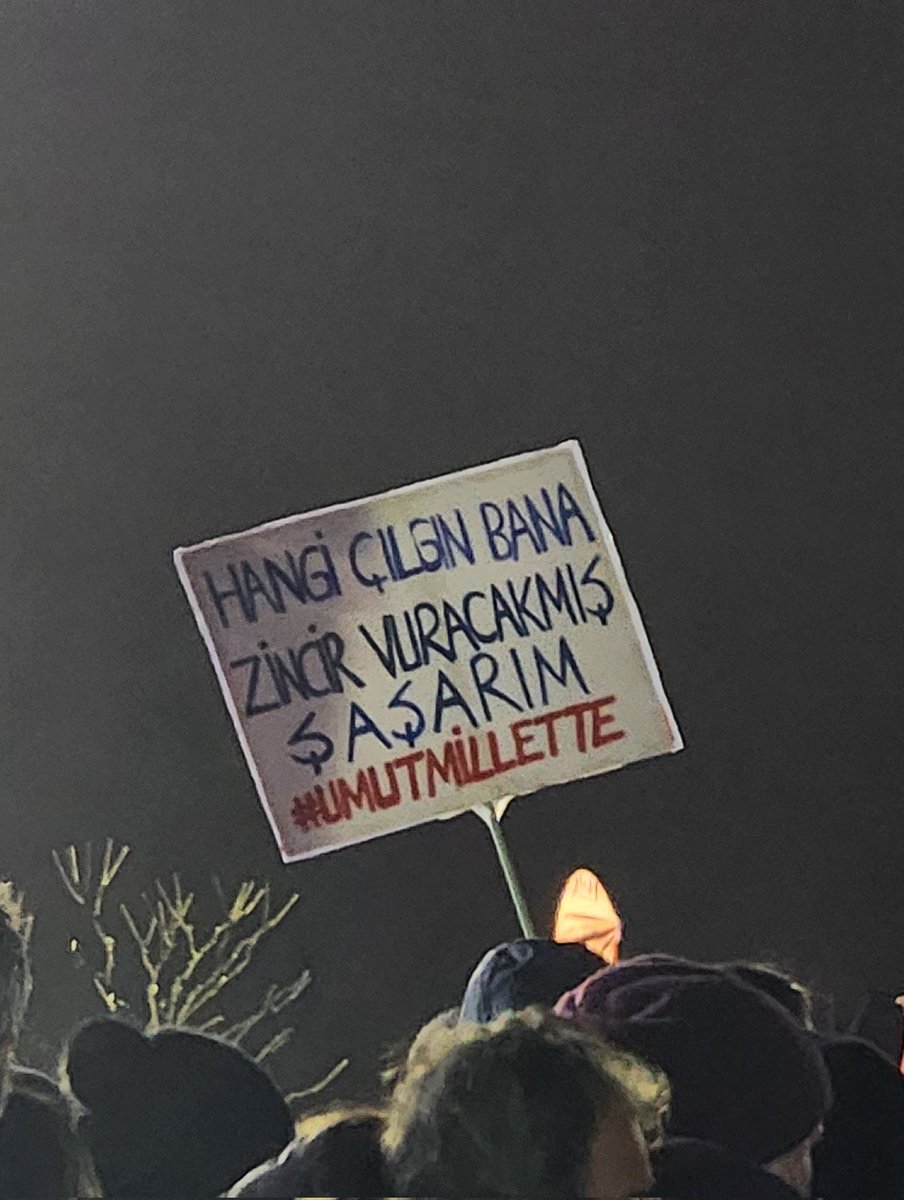 HANGİ ÇILGIN BANA
ZİNCİR VURACAKMIŞ
ŞAŞARIM
#UMUTMİLLETTE